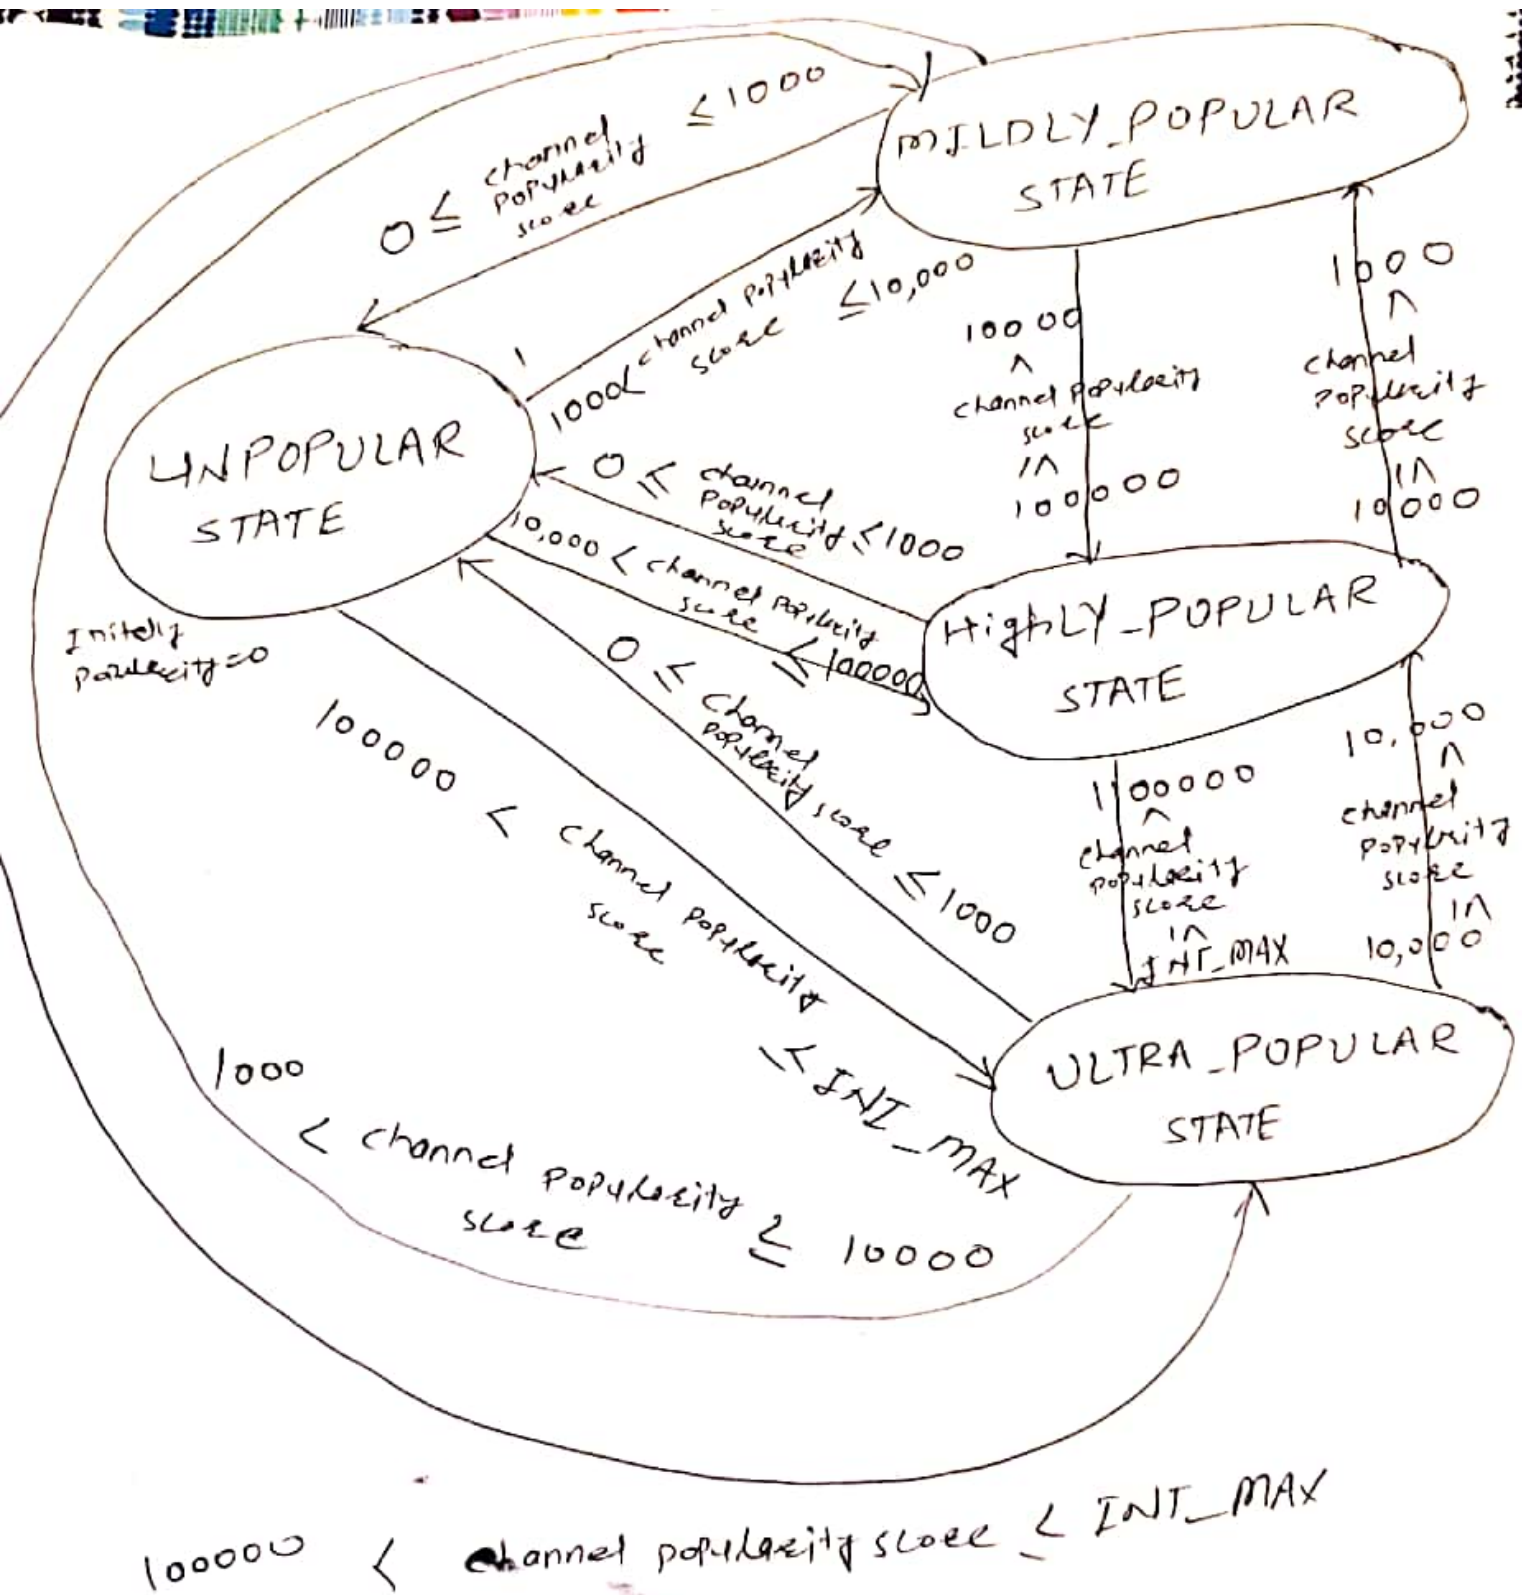 MILDLY_POPULAR
STATE
0 ≤ channel popularity score ≤ 1000
1000 < channel popularity
score ≤ 10,000
10000
^
channel popularity
score
I^
100000
1000
^
channel
popularity
score
I^
10000
UNPOPULAR
STATE
Popularity=0
0 ≤ channel popularity score ≤ 1000
10,000 < channel popularity
score ≤ 100000
HighLY_POPULAR
STATE
0 ≤ channel popularity score ≤ 1000
100000 < channel popularity
score ≤ INT_MAX
100000
^
channel
popularity
score
I^
INT_MAX
10,000
^
channel
popularity
score
I^
10,000
ULTRA_POPULAR
STATE
1000
< channel popularity
score ≥ 10000
100000 < channel popularity score ≤ INT_MAX